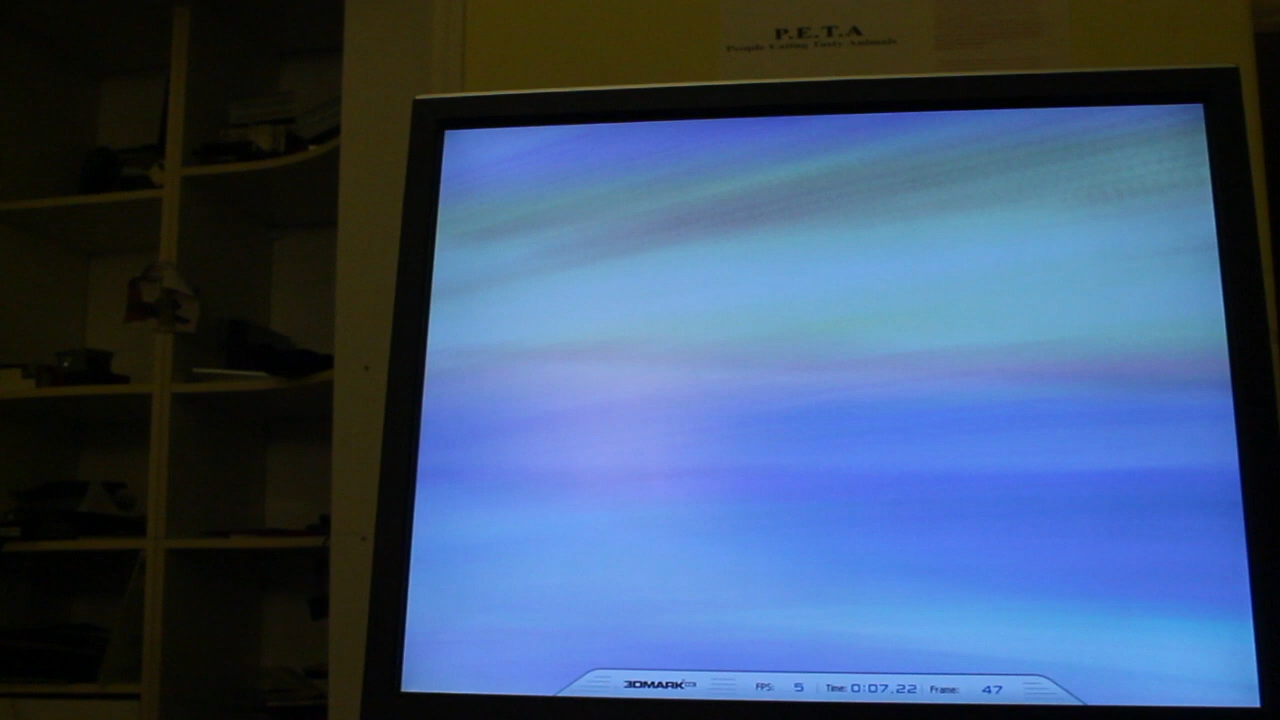 P.E.T.A
People Eating Tasty Animals
3DMARK FPS: 5 Time: 0:07.22 Frame: 47